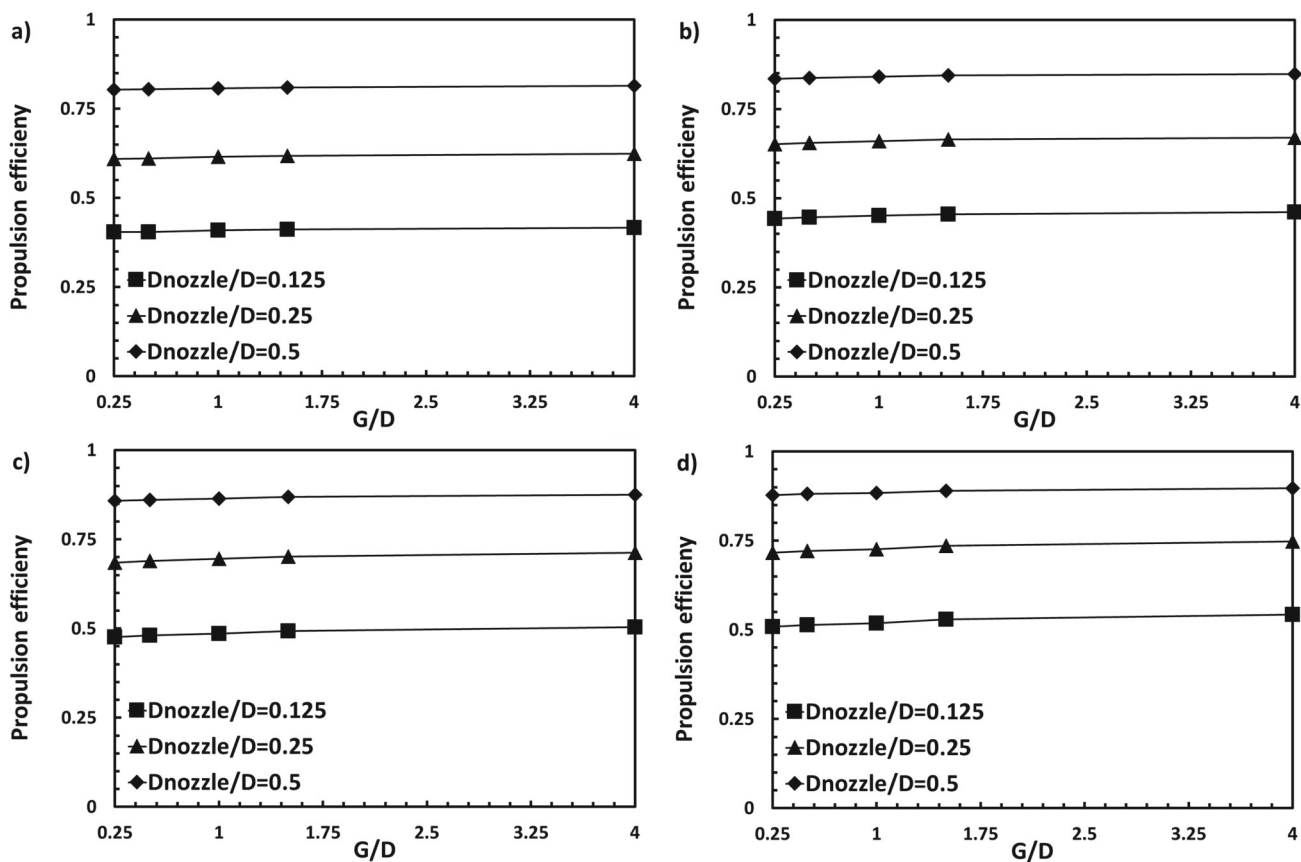 a)
Propulsion efficieny
1
0.75
0.5
0.25
0
Dnozzle/D=0.125
Dnozzle/D=0.25
Dnozzle/D=0.5
0.25 1 1.75 2.5 3.25 4
G/D
b)
Propulsion efficieny
1
0.75
0.5
0.25
0
Dnozzle/D=0.125
Dnozzle/D=0.25
Dnozzle/D=0.5
0.25 1 1.75 2.5 3.25 4
G/D
c)
Propulsion efficieny
1
0.75
0.5
0.25
0
Dnozzle/D=0.125
Dnozzle/D=0.25
Dnozzle/D=0.5
0.25 1 1.75 2.5 3.25 4
G/D
d)
Propulsion efficieny
1
0.75
0.5
0.25
0
Dnozzle/D=0.125
Dnozzle/D=0.25
Dnozzle/D=0.5
0.25 1 1.75 2.5 3.25 4
G/D